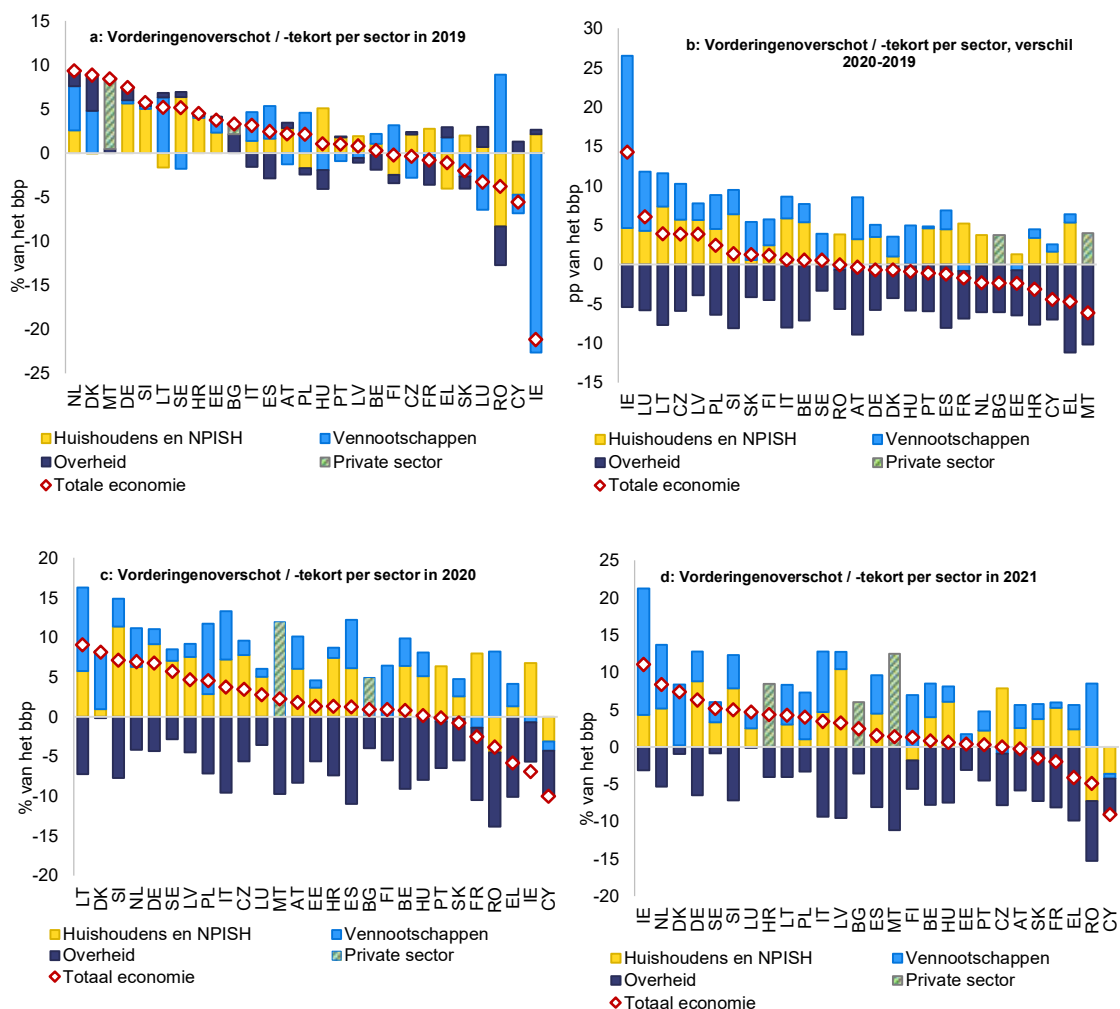 a: Vorderingenoverschot / -tekort per sector in 2019
% van het bbp
15
10
5
0
-5
-10
-15
-20
-25
NL DK MT DE SI LT SE HR EE BG IT ES AT PL HU PT LV BE FI CZ FR EL SK LU RO CY IE
Huishoudens en NPISH Vennootschappen
Overheid Private sector
Totale economie
b: Vorderingenoverschot / -tekort per sector, verschil
2020-2019
pp van het bbp
30
25
20
15
10
5
0
-5
-10
-15
IE LU LT CZ LV PL SI SK FI IT BE SE RO AT DE DK HU PT ES FR NL BG EE HR CY EL MT
Huishoudens en NPISH Vennootschappen
Overheid Private sector
Totale economie
c: Vorderingenoverschot / -tekort per sector in 2020
% van het bbp
20
15
10
5
0
-5
-10
-15
-20
LT DK SI NL DE SE LV PL IT CZ LU MT AT EE HR ES BG FI BE HU PT SK FR RO EL IE CY
Huishoudens en NPISH Vennootschappen
Overheid Private sector
Totaal economie
d: Vorderingenoverschot / -tekort per sector in 2021
% van het bbp
25
20
15
10
5
0
-5
-10
-15
-20
IE NL DK DE SE SI LU HR LT PL IT LV BG ES MT FI BE HU EE PT CZ AT SK FR EL RO CY
Huishoudens en NPISH Vennootschappen
Overheid Private sector
Totaal economie